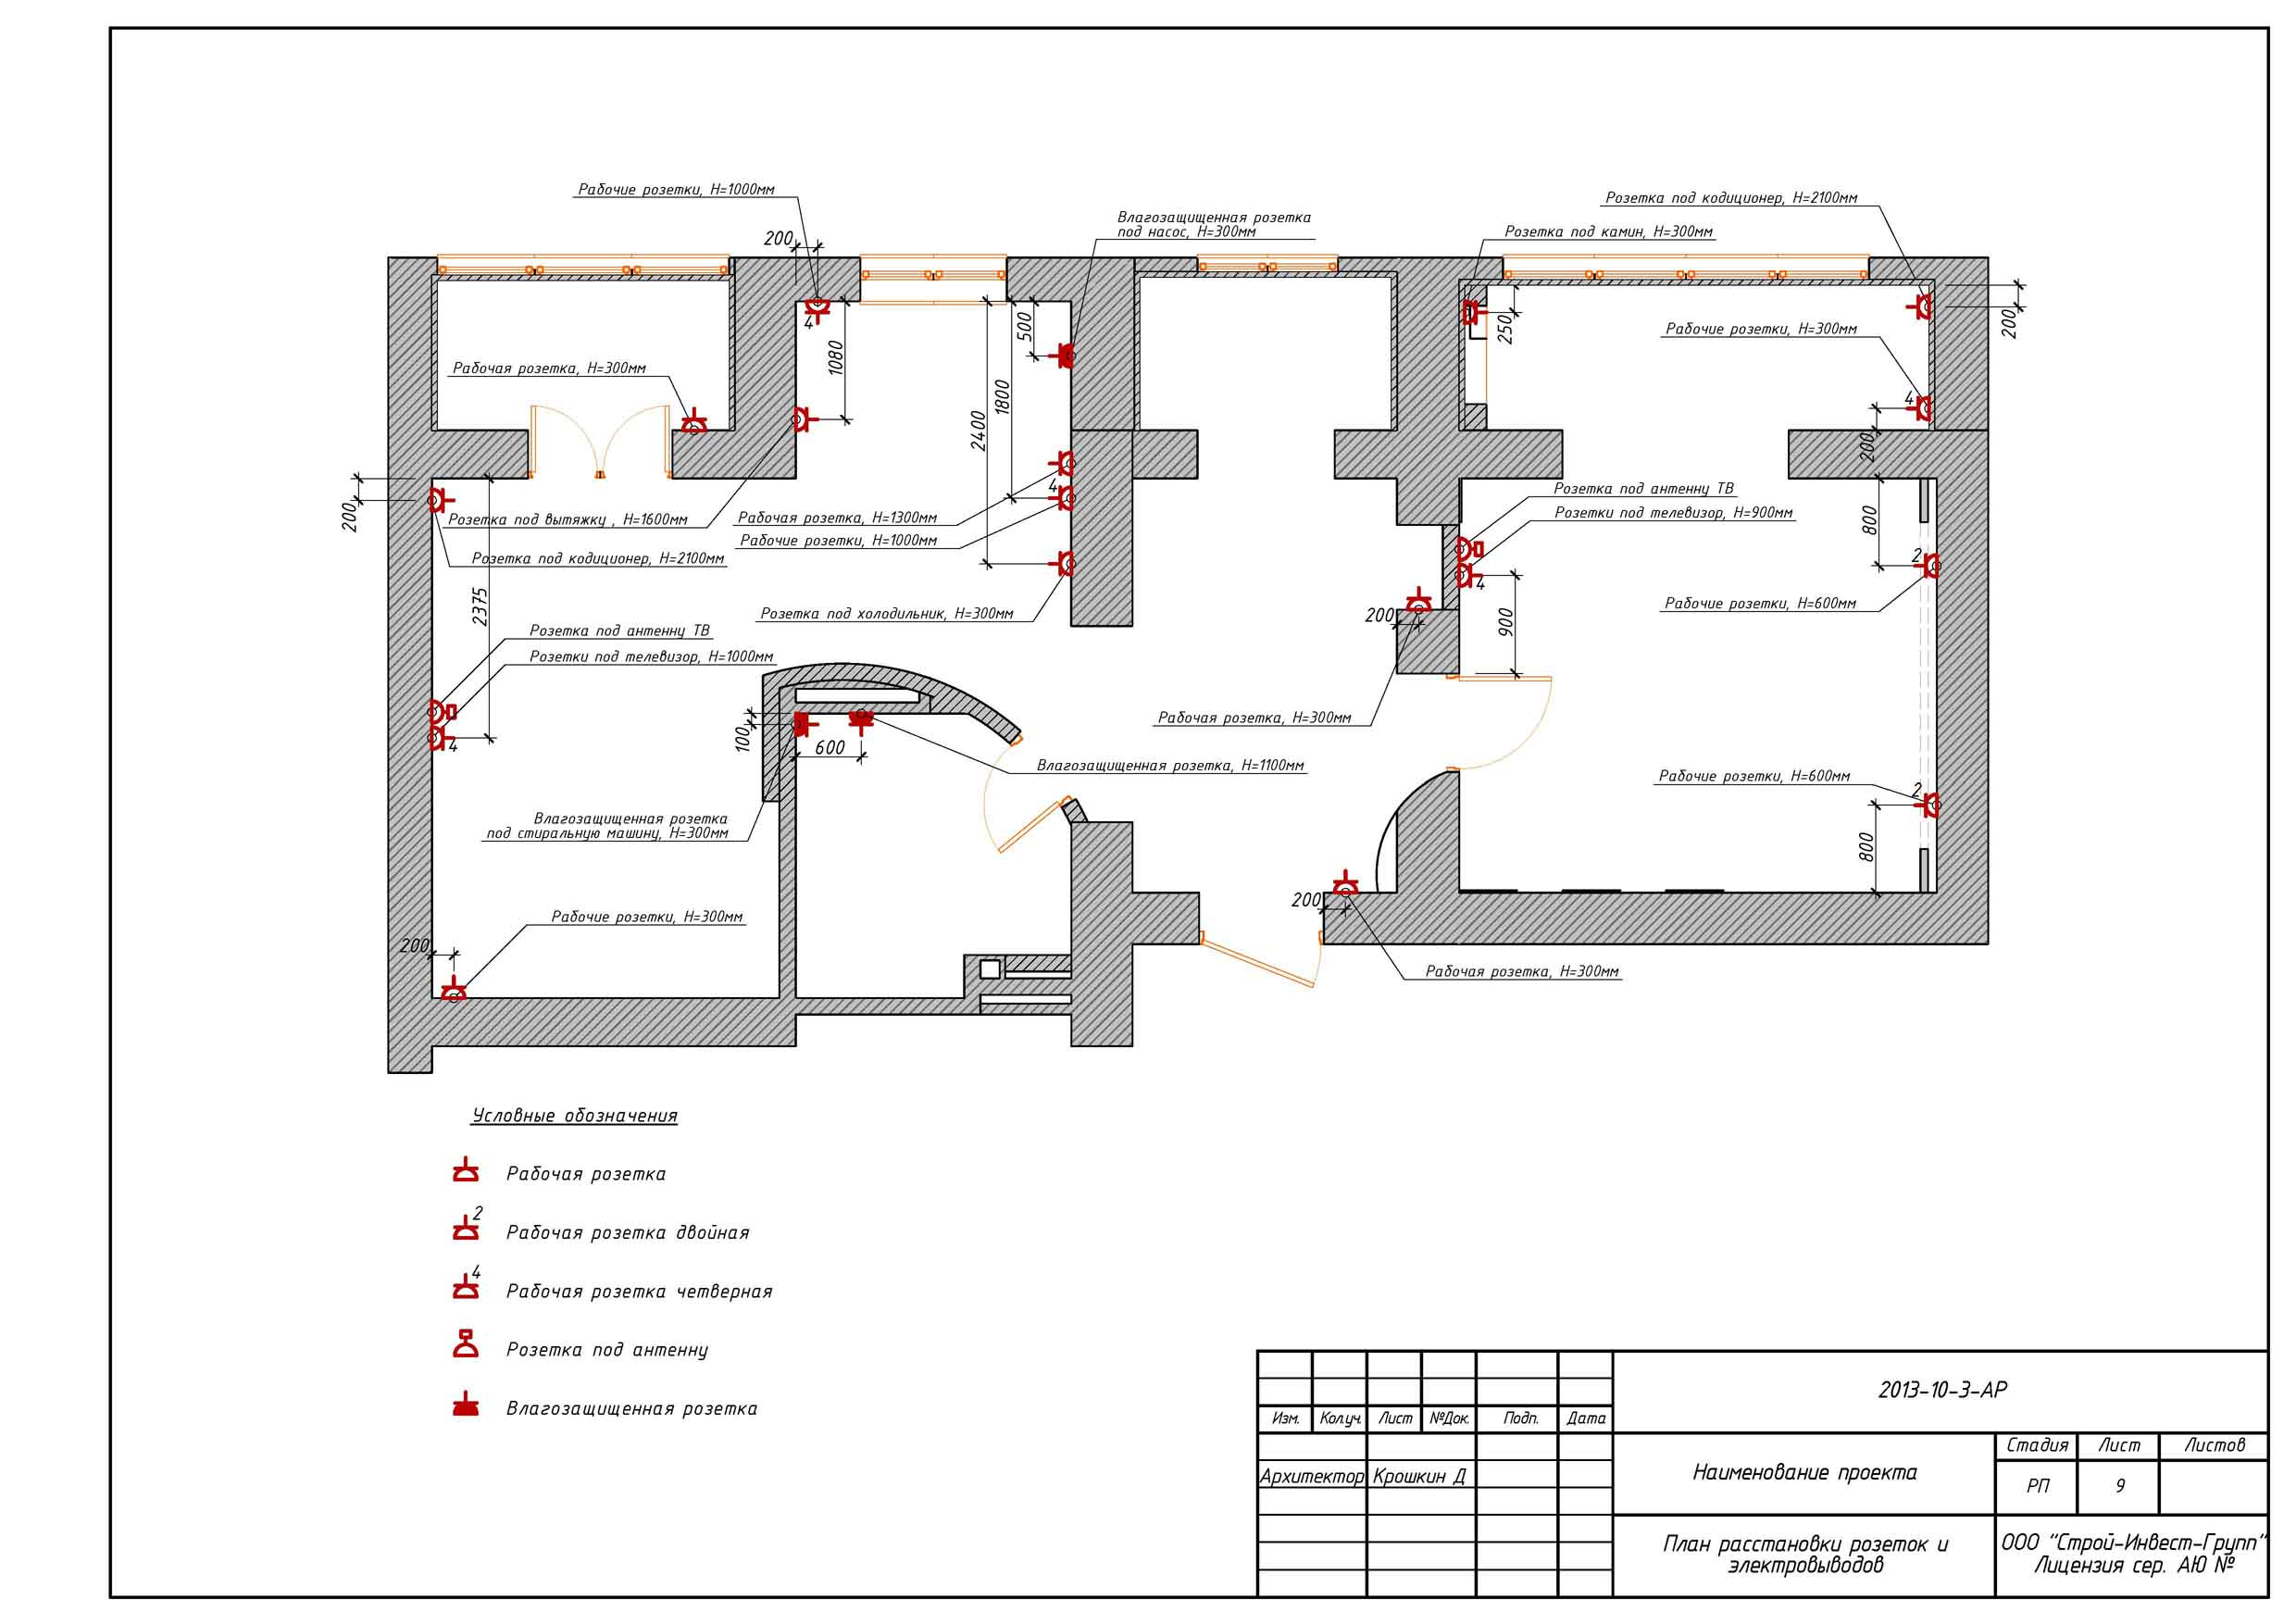 Рабочие розетки, Н=1000мм
Розетка под кодиционер, Н=2100мм
Влагозащищенная розетка
под насос, Н=300мм
Розетка под камин, Н=300мм
200
4
1080
500
1800
2400
250
200
Рабочие розетки, Н=300мм
4
200
Рабочая розетка, Н=300мм
200
Розетка под вытяжку , Н=1600мм
Розетка под кодиционер, Н=2100мм
2375
Рабочая розетка, Н=1300мм
4
Рабочие розетки, Н=1000мм
Розетка под холодильник, Н=300мм
Розетка под антенну ТВ
Розетки под телевизор, Н=900мм
4
900
800
2
Рабочие розетки, Н=600мм
200
Розетка под антенну ТВ
Розетки под телевизор, Н=1000мм
4
100
600
Рабочая розетка, Н=300мм
Влагозащищенная розетка, Н=1100мм
Рабочие розетки, Н=600мм
2
800
Влагозащищенная розетка
под стиральную машину, Н=300мм
200
Рабочие розетки, Н=300мм
200
Рабочая розетка, Н=300мм
Условные обозначения
Рабочая розетка
2
Рабочая розетка двойная
4
Рабочая розетка четверная
Розетка под антенну
Влагозащищенная розетка
2013-10-3-АР
Изм. Кол.уч. Лист №Док. Подп. Дата
Наименование проекта
Стадия Лист Листов
Архитектор Крошкин Д
РП 9
План расстановки розеток и
электровыводов
ООО "Строй-Инвест-Групп"
Лицензия сер. АЮ №